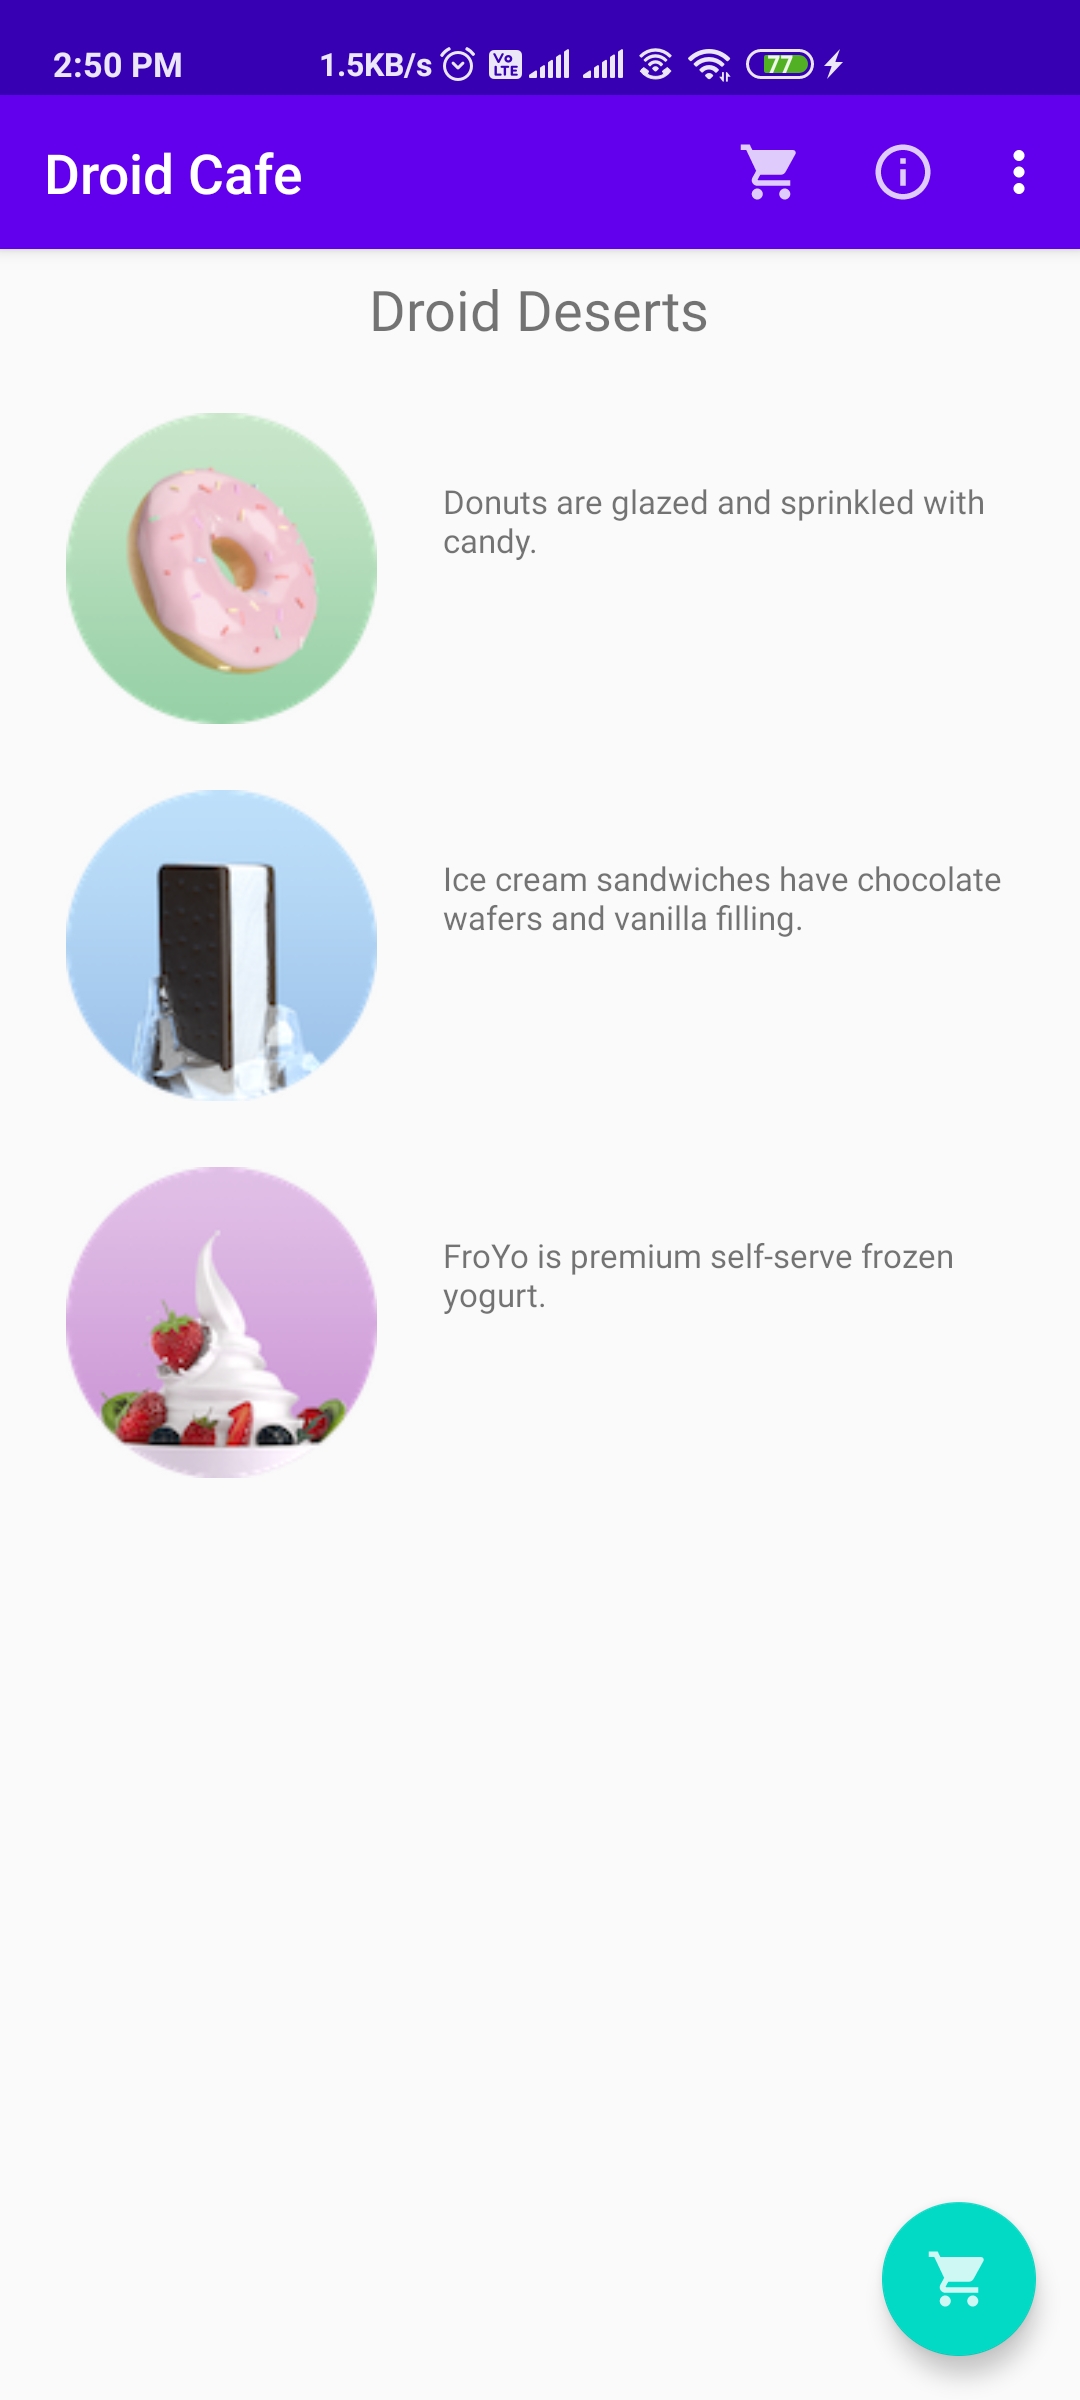 2:50 PM 1.5KB/s Vo LTE 77
Droid Cafe
Droid Deserts
Donuts are glazed and sprinkled with
candy.
Ice cream sandwiches have chocolate
wafers and vanilla filling.
FroYo is premium self-serve frozen
yogurt.